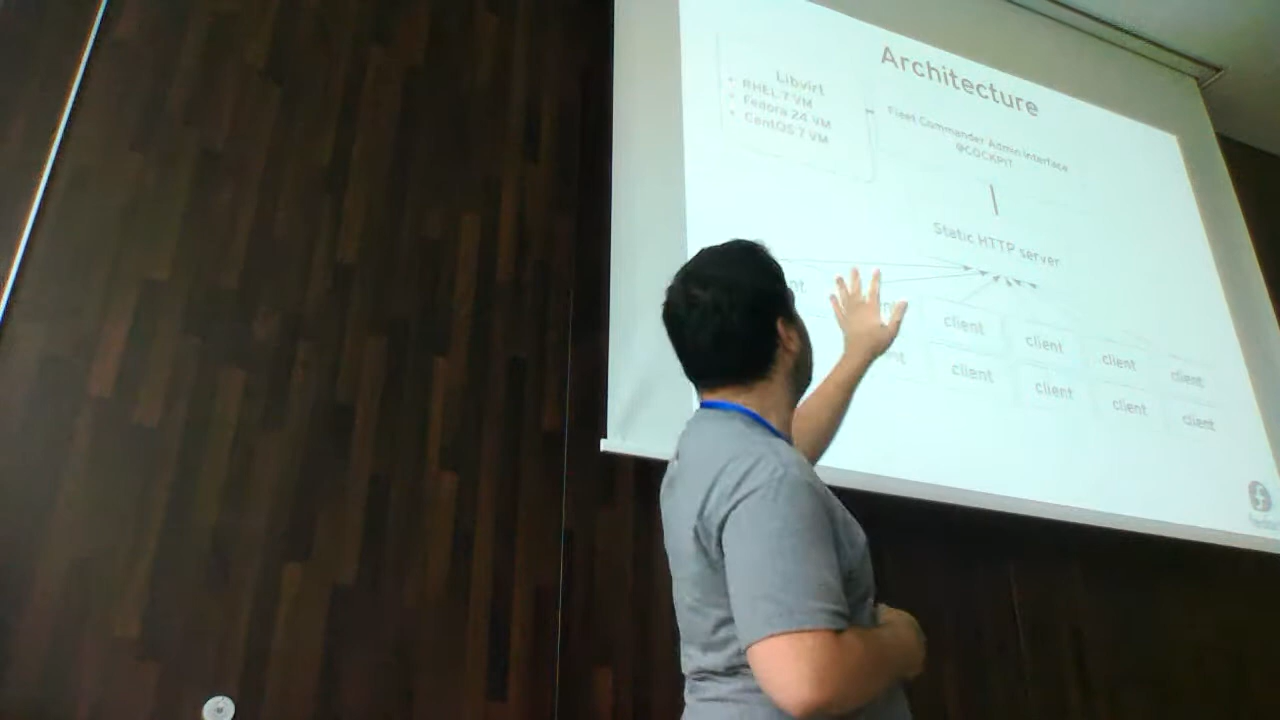 Architecture
Libvirt
• RHEL 7 VM
• Fedora 24 VM
• CentOS 7 VM
Fleet Commander Admin Interface
@COCKPIT
Static HTTP server
client
client
client
client
client
client
client
client